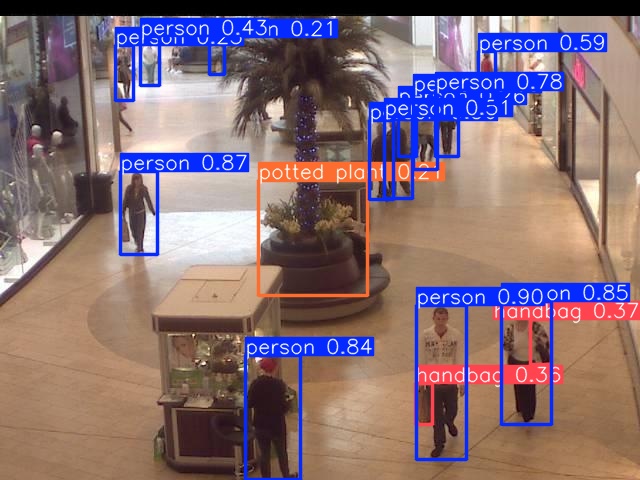 person 0.43
n 0.21
person 0.59
person 0.78
person 0.51
person 0.87
potted plant 0.21
person 0.90
on 0.85
handbag 0.37
person 0.84
handbag 0.36